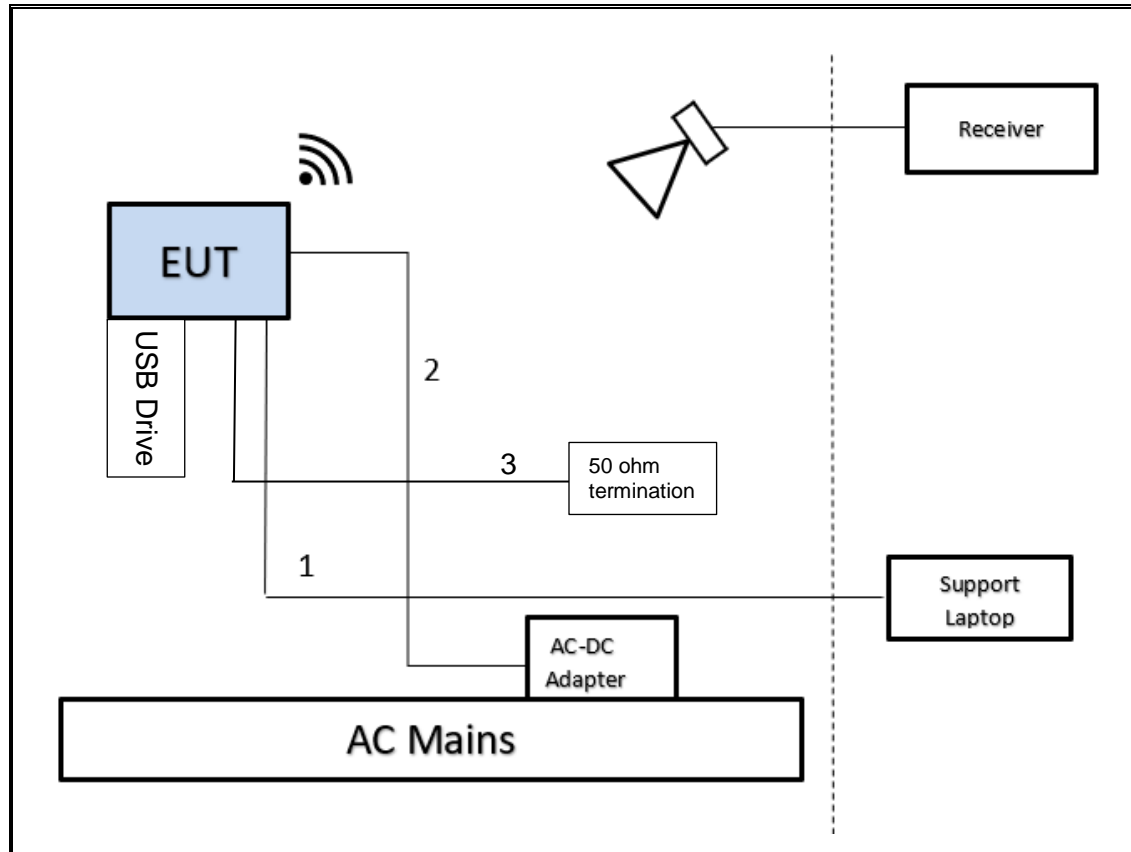 Receiver
EUT
USB Drive
2
3
50 ohm
termination
1
Support
Laptop
AC-DC
Adapter
AC Mains